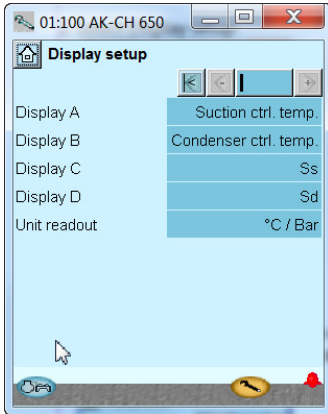 01:100 AK-CH 650
Display setup
Display A Suction ctrl. temp.
Display B Condenser ctrl. temp.
Display C Ss
Display D Sd
Unit readout °C / Bar